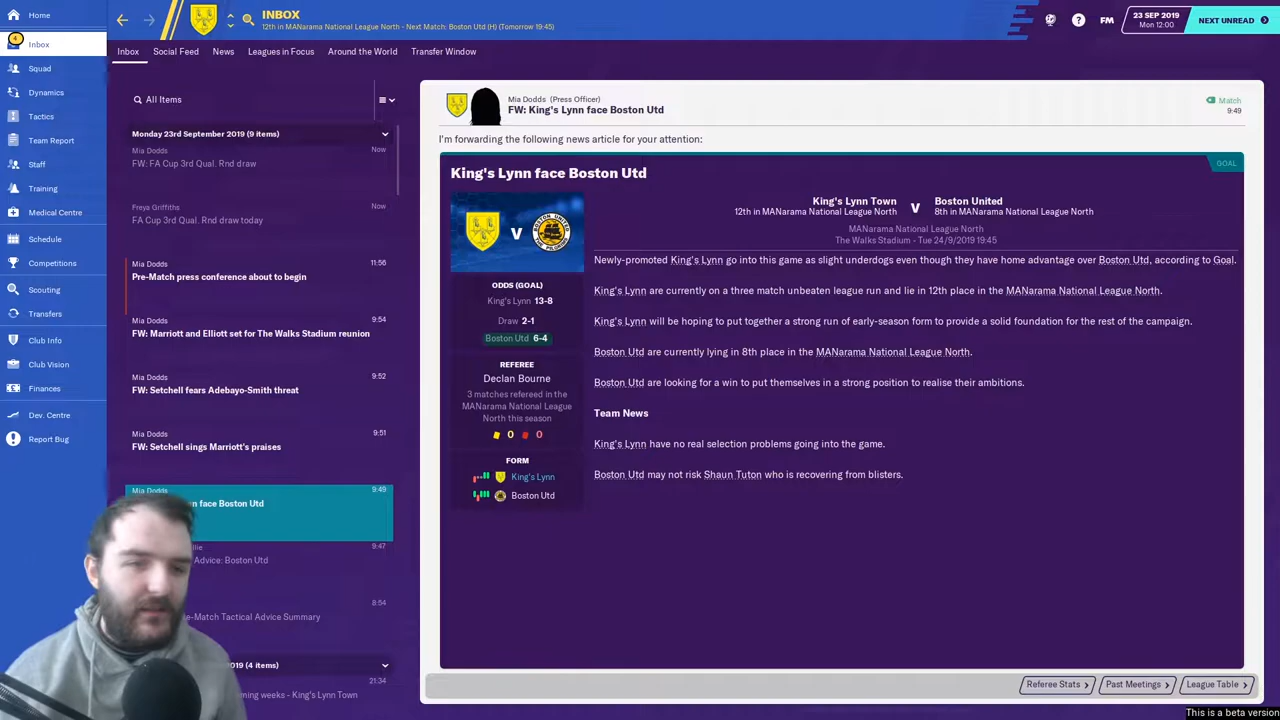 Home
4
Inbox
Squad
Dynamics
Tactics
Team Report
Staff
Training
Medical Centre
Schedule
Competitions
Scouting
Transfers
Club Info
Club Vision
Finances
Dev. Centre
Report Bug
INBOX
12th in MANarama National League North - Next Match: Boston Utd (H) (Tomorrow 19:45)
?
FM
23 SEP 2019
Mon 12:00
NEXT UNREAD
Inbox
Social Feed
News
Leagues in Focus
Around the World
Transfer Window
All Items
Monday 23rd September 2019 (9 items)
Mia Dodds
Now
FW: FA Cup 3rd Qual. Rnd draw
Preya Griffiths
Now
FA Cup 3rd Qual. Rnd draw today
Mia Dodds
11:56
Pre-Match press conference about to begin
Mia Dodds
9:54
FW: Marriott and Elliott set for The Walks Stadium reunion
Mia Dodds
9:52
FW: Setchell fears Adebayo-Smith threat
Mia Dodds
9:51
FW: Setchell sings Marriott's praises
Mia Dodds
9:49
face Boston Utd
9:47
Advice: Boston Utd
8:54
e-Match Tactical Advice Summary
2019 (4 items)
21:34
ning weeks - King's Lynn Town
Mia Dodds (Press Officer)
FW: King's Lynn face Boston Utd
Match
9:49
I'm forwarding the following news article for your attention:
GOAL
King's Lynn face Boston Utd
V
BOSTON UNITED
THE PILGRIMS
King's Lynn Town
12th in MANarama National League North
v
Boston United
8th in MANarama National League North
MANarama National League North
The Walks Stadium - Tue 24/9/2019 19:45
ODDS (GOAL)
King's Lynn 13-8
Draw 2-1
Boston Utd 6-4
REFEREE
Declan Bourne
3 matches refereed in the
MANarama National League
North this season
0 0
FORM
King's Lynn
Boston Utd
Newly-promoted King's Lynn go into this game as slight underdogs even though they have home advantage over Boston Utd, according to Goal.
King's Lynn are currently on a three match unbeaten league run and lie in 12th place in the MANarama National League North.
King's Lynn will be hoping to put together a strong run of early-season form to provide a solid foundation for the rest of the campaign.
Boston Utd are currently lying in 8th place in the MANarama National League North.
Boston Utd are looking for a win to put themselves in a strong position to realise their ambitions.
Team News
King's Lynn have no real selection problems going into the game.
Boston Utd may not risk Shaun Tuton who is recovering from blisters.
Referee Stats
Past Meetings
League Table
This is a beta version